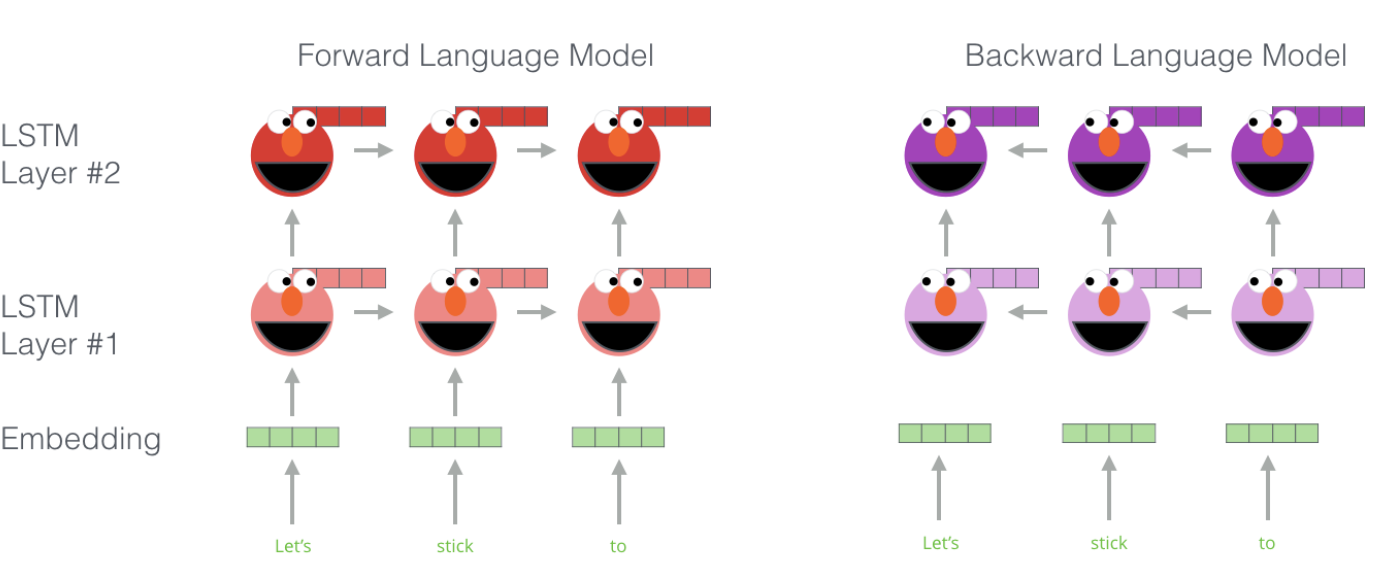 Forward Language Model
Backward Language Model
LSTM
Layer #2
LSTM
Layer #1
Embedding
Let's stick to
Let's stick to